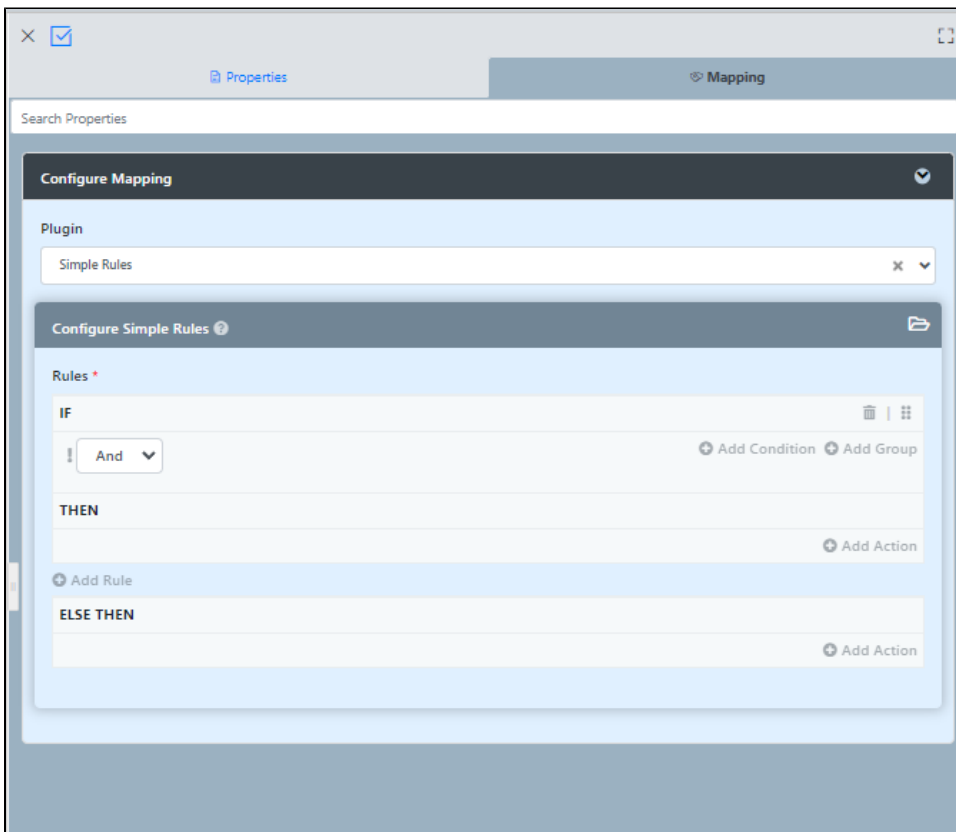 Properties
Mapping
Search Properties
Configure Mapping
Plugin
Simple Rules
Configure Simple Rules
Rules *
IF
! And
Add Condition Add Group
THEN
Add Action
Add Rule
ELSE THEN
Add Action